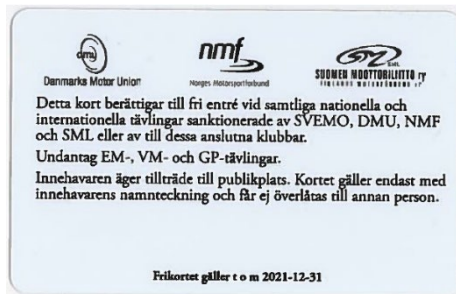 dmu
nmf
SML
Danmarks Motor Union
Norges Motorsportforbund
SUOMEN MOOTTORILIITTO ry
Detta kort berättigar till fri entré vid samtliga nationella och
internationella tävlingar sanktionerade av SVEMO, DMU, NMF
och SML eller av till dessa anslutna klubbar.
Undantag EM-, VM- och GP-tävlingar.
Innehavaren äger tillträde till publikplats. Kortet gäller endast med
innehavarens namnteckning och får ej överlåtas till annan person.
Frikortet gäller t o m 2021-12-31